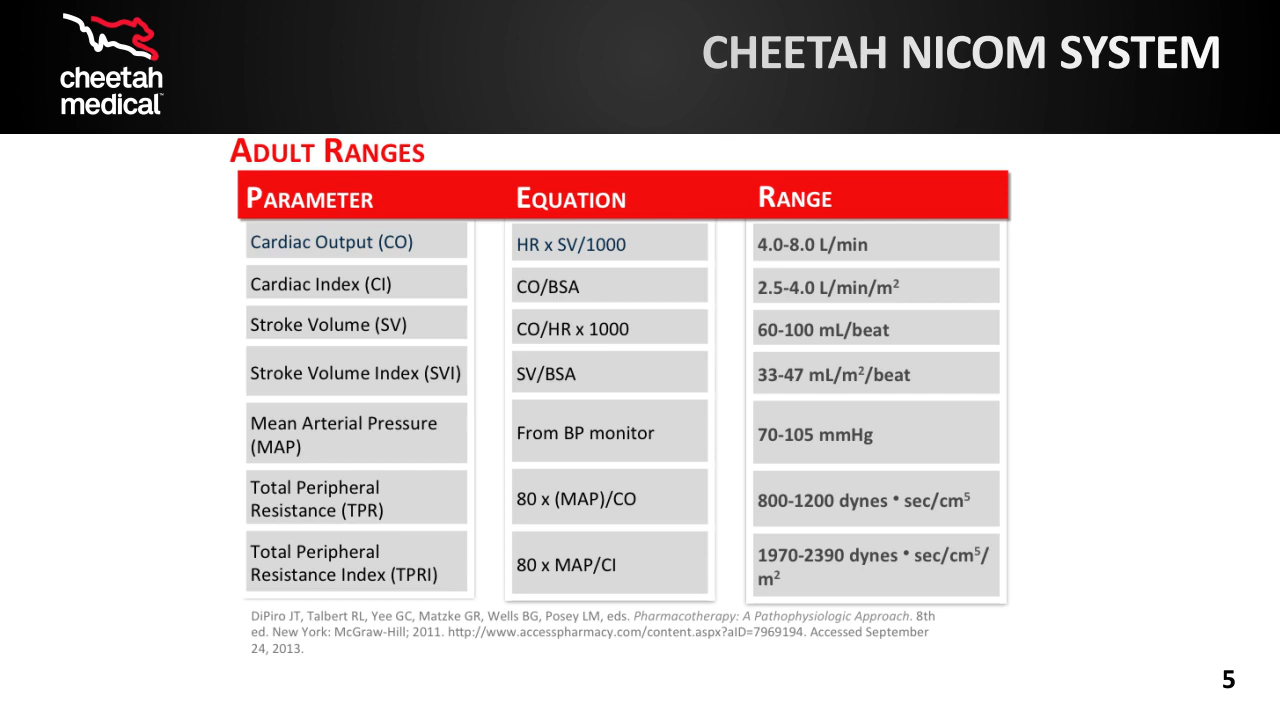 cheetah
medical™
CHEETAH NICOM SYSTEM
ADULT RANGES
PARAMETER EQUATION RANGE
Cardiac Output (CO) HR x SV/1000 4.0-8.0 L/min
Cardiac Index (CI) CO/BSA 2.5-4.0 L/min/m²
Stroke Volume (SV) CO/HR x 1000 60-100 mL/beat
Stroke Volume Index (SVI) SV/BSA 33-47 mL/m²/beat
Mean Arterial Pressure
(MAP) From BP monitor 70-105 mmHg
Total Peripheral
Resistance (TPR) 80 x (MAP)/CO 800-1200 dynes • sec/cm⁵
Total Peripheral
Resistance Index (TPRI) 80 x MAP/CI 1970-2390 dynes • sec/cm⁵/
m²
DiPiro JT, Talbert RL, Yee GC, Matzke GR, Wells BG, Posey LM, eds. Pharmacotherapy: A Pathophysiologic Approach. 8th
ed. New York: McGraw-Hill; 2011. http://www.accesspharmacy.com/content.aspx?aID=7969194. Accessed September
24, 2013.
5